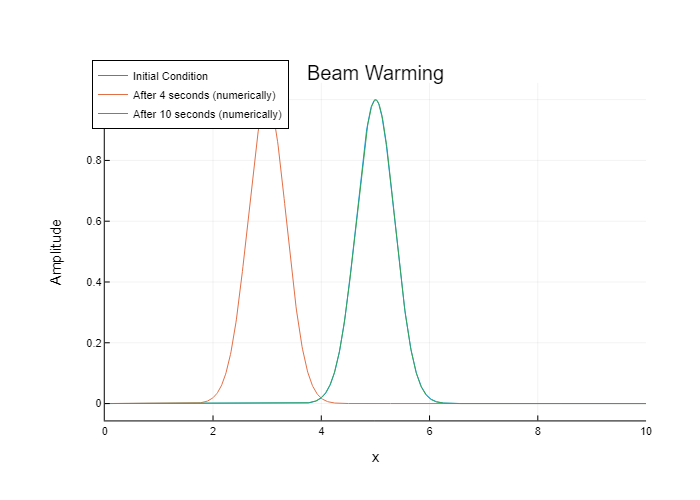 Beam Warming
Initial Condition
After 4 seconds (numerically)
After 10 seconds (numerically)
0.8
0.6
0.4
0.2
0
Amplitude
0 2 4 6 8 10
x